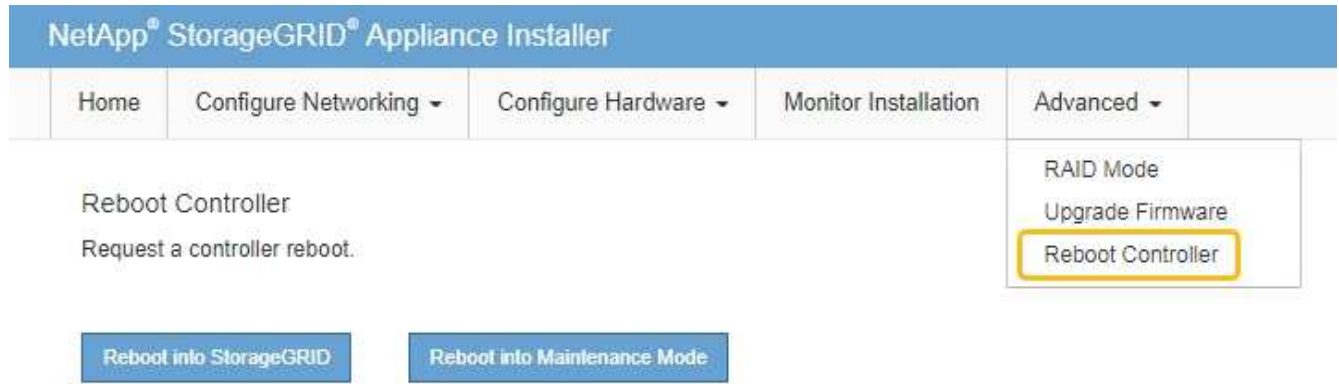 NetApp® StorageGRID® Appliance Installer
Home Configure Networking Configure Hardware Monitor Installation Advanced
RAID Mode
Upgrade Firmware
Reboot Controller
Reboot Controller
Request a controller reboot.
Reboot into StorageGRID Reboot into Maintenance Mode